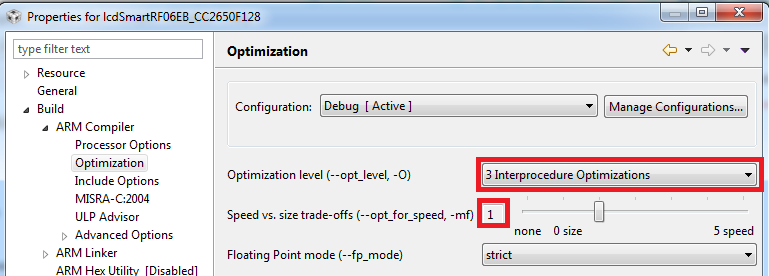 Properties for lcdSmartRF06EB_CC2650F128
type filter text
Resource
General
Build
ARM Compiler
Processor Options
Optimization
Include Options
MISRA-C:2004
ULP Advisor
Advanced Options
ARM Linker
ARM Hex Utility [Disabled]
Optimization
Configuration: Debug [ Active ] Manage Configurations...
Optimization level (--opt_level, -O) 3 Interprocedure Optimizations
Speed vs. size trade-offs (--opt_for_speed, -mf) 1
none 0 size 5 speed
Floating Point mode (--fp_mode) strict